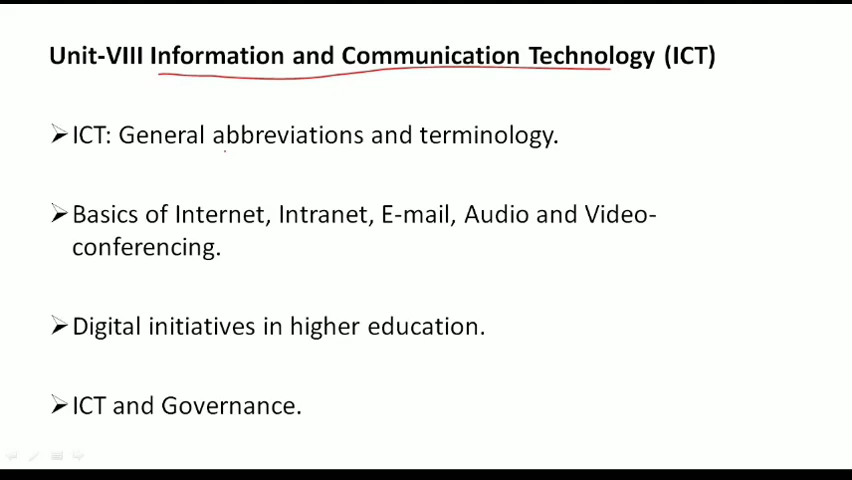 Unit-VIII Information and Communication Technology (ICT)
ICT: General abbreviations and terminology.
Basics of Internet, Intranet, E-mail, Audio and Video-
conferencing.
Digital initiatives in higher education.
ICT and Governance.